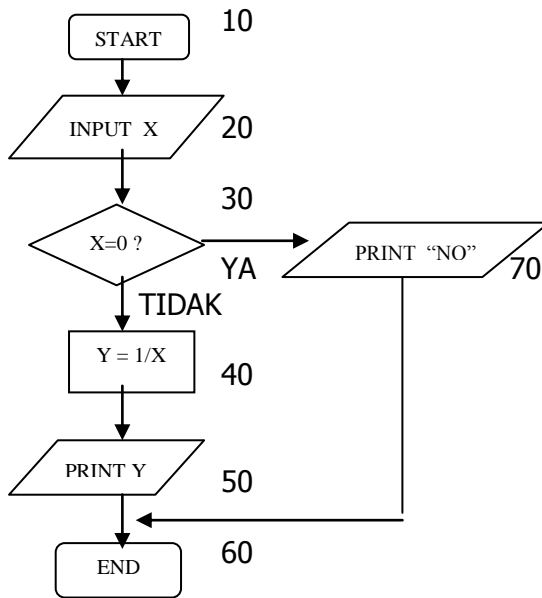 10
START
INPUT X
20
30
X=0 ?
YA
PRINT “NO”
70
TIDAK
Y = 1/X
40
PRINT Y
50
60
END